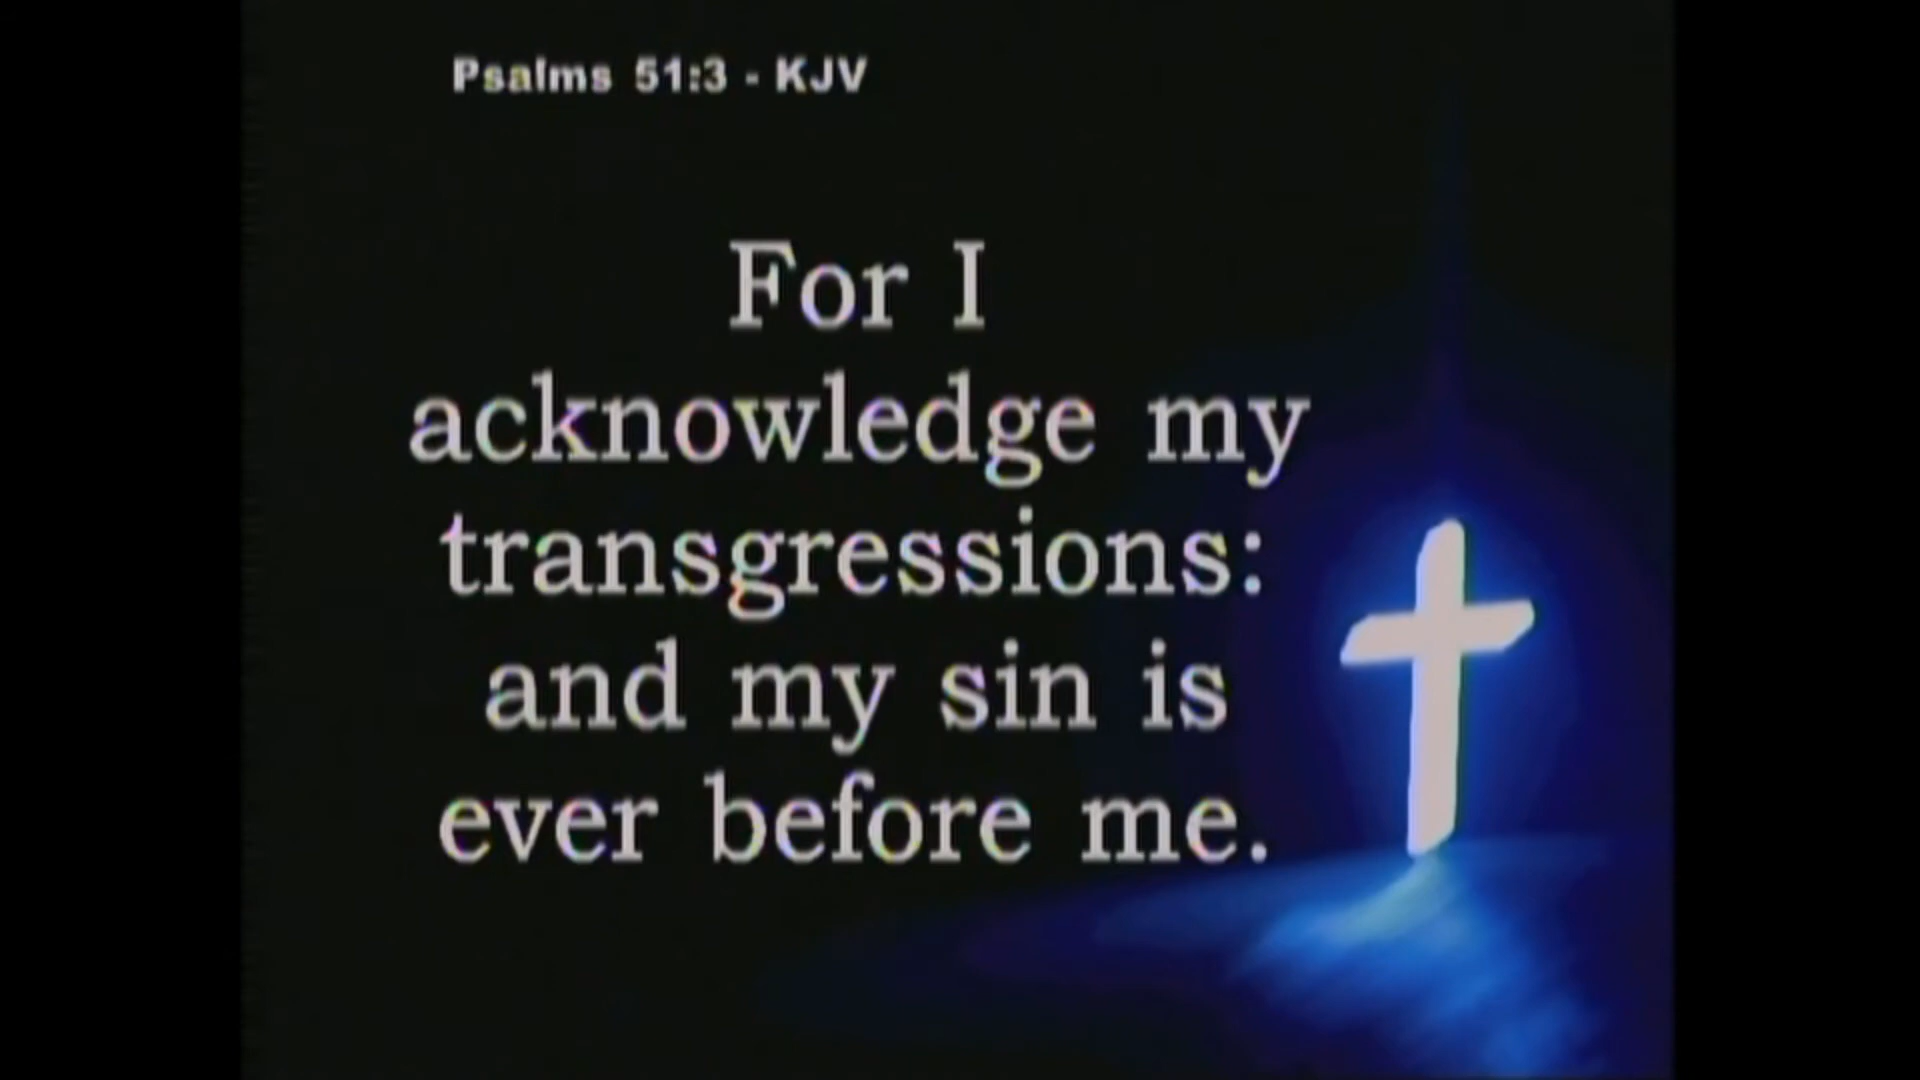 Psalms 51:3 - KJV
For I
acknowledge my
transgressions:
and my sin is
ever before me.